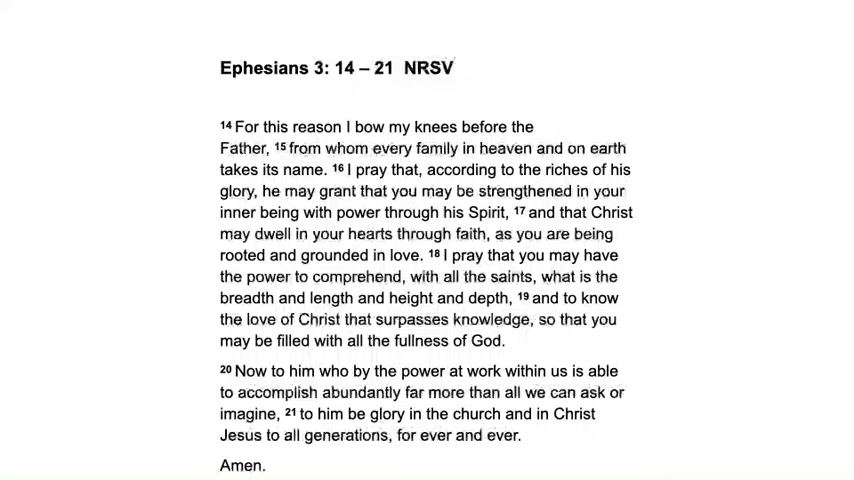 Ephesians 3: 14 – 21 NRSV
14 For this reason I bow my knees before the
Father, 15 from whom every family in heaven and on earth
takes its name. 16 I pray that, according to the riches of his
glory, he may grant that you may be strengthened in your
inner being with power through his Spirit, 17 and that Christ
may dwell in your hearts through faith, as you are being
rooted and grounded in love. 18 I pray that you may have
the power to comprehend, with all the saints, what is the
breadth and length and height and depth, 19 and to know
the love of Christ that surpasses knowledge, so that you
may be filled with all the fullness of God.
20 Now to him who by the power at work within us is able
to accomplish abundantly far more than all we can ask or
imagine, 21 to him be glory in the church and in Christ
Jesus to all generations, for ever and ever.
Amen.